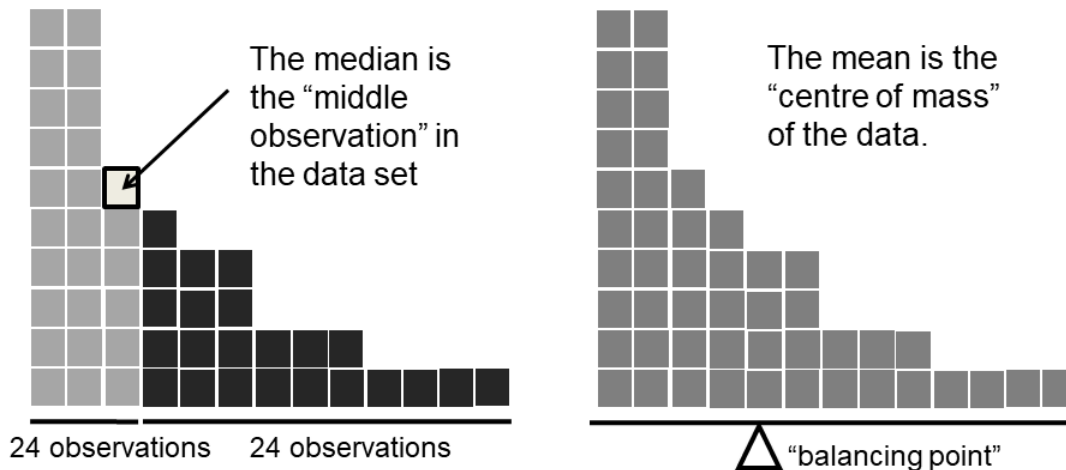 The median is
the “middle
observation” in
the data set
24 observations
24 observations
The mean is the
“centre of mass”
of the data.
“balancing point”